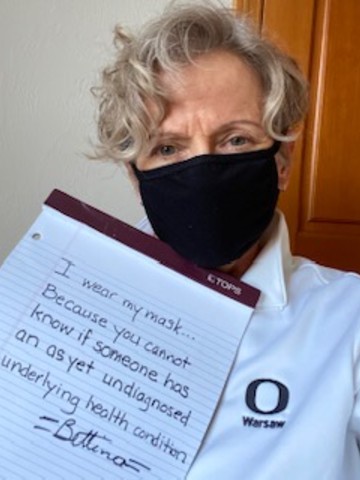 TOPS
I wear my mask...
Because you cannot
know if someone has
an as yet undiagnosed
underlying health condition
=Bettina=
O
Warsaw